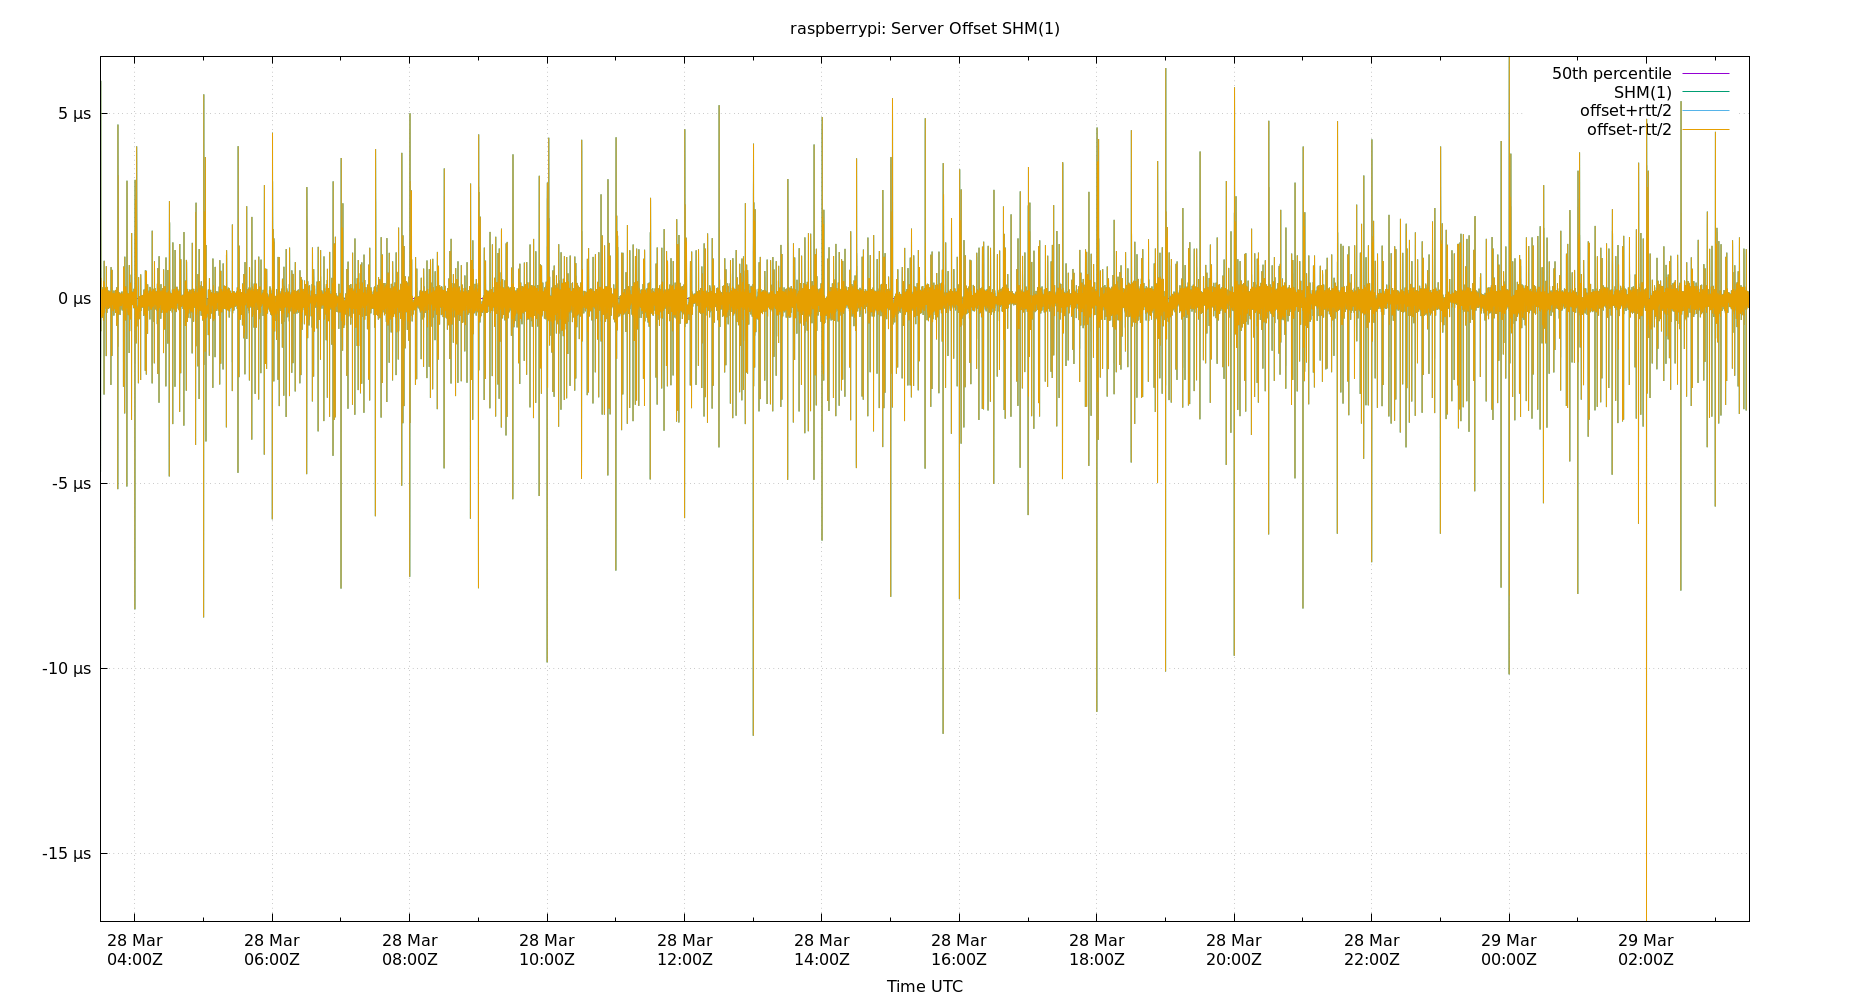 raspberrypi: Server Offset SHM(1)
50th percentile
SHM(1)
offset+rtt/2
offset-rtt/2
5 µs
0 µs
-5 µs
-10 µs
-15 µs
28 Mar 28 Mar 28 Mar 28 Mar 28 Mar 28 Mar 28 Mar 28 Mar 28 Mar 28 Mar 29 Mar 29 Mar
04:00Z 06:00Z 08:00Z 10:00Z 12:00Z 14:00Z 16:00Z 18:00Z 20:00Z 22:00Z 00:00Z 02:00Z
Time UTC